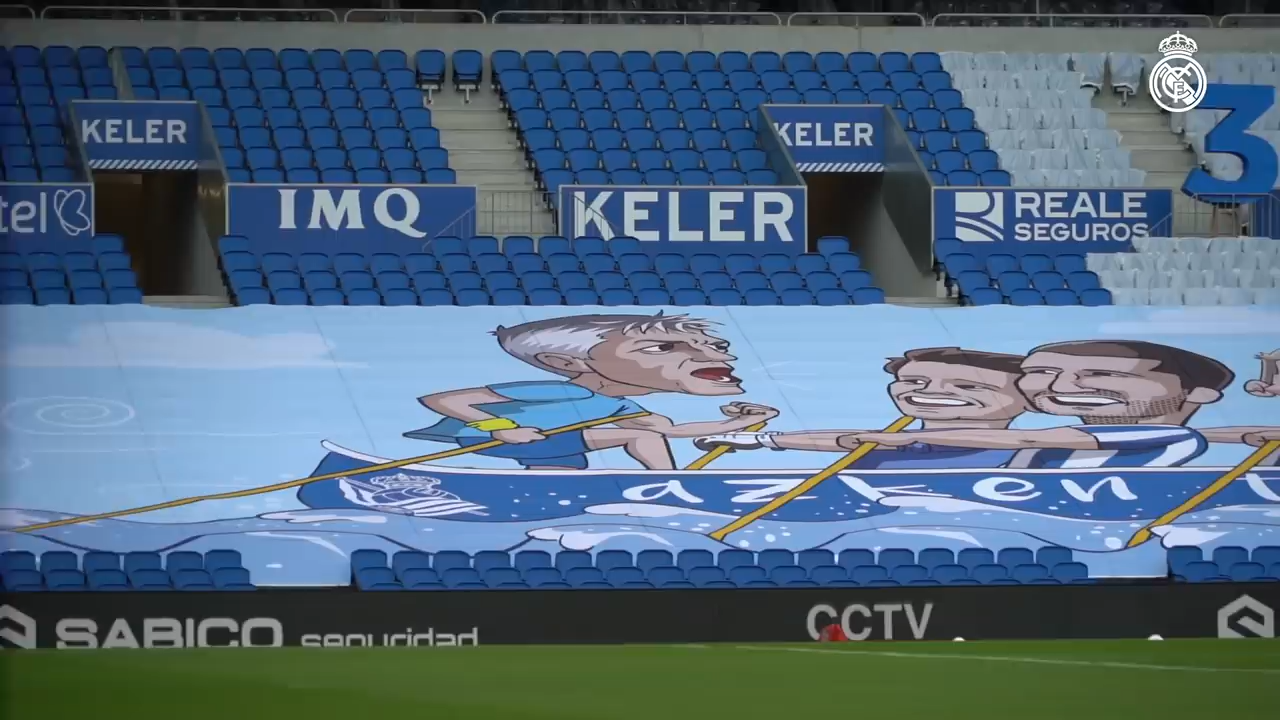 KELER
KELER
3
tel
IMQ
KELER
REALE
SEGUROS
azken t
SABICO seguridad
CCTV